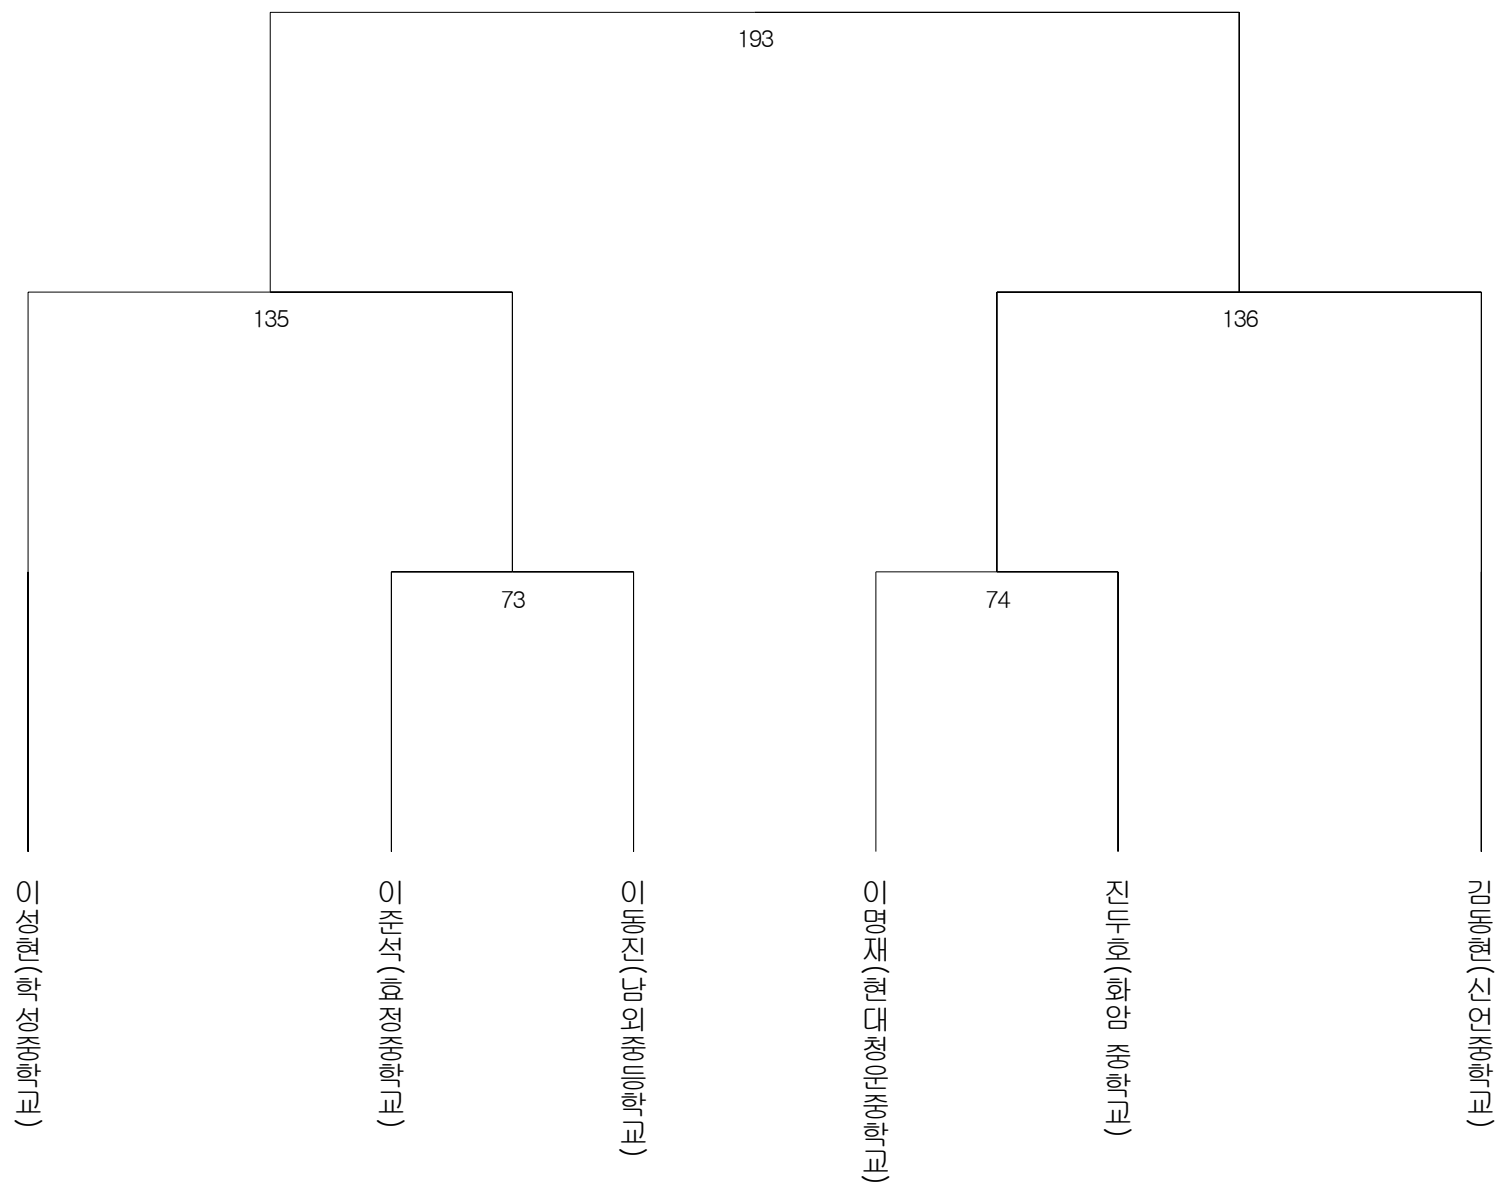 193
135
136
73
74
이성현(학성중학교)
이준석(효정중학교)
이동진(남외중등학교)
이명재(현대청운중학교)
진두호(화암 중학교)
김동현(신언중학교)